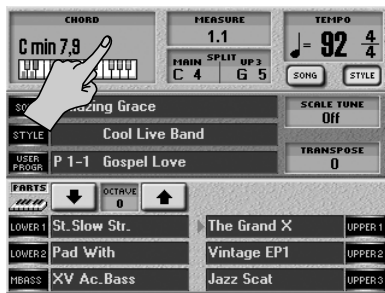 CHORD
MEASURE
TEMPO
C min 7,9
1.1
= 92 4/4
MAIN SPLIT UP3
C 4 G 5
SONG STYLE
zing Grace
SCALE TUNE
Off
STYLE Cool Live Band
TRANSPOSE
0
USER PROGR P 1-1 Gospel Love
PARTS
OCTAVE
0
LOWER1 St.Slow Str. The Grand X UPPER1
LOWER2 Pad With Vintage EP1 UPPER2
MBASS XV Ac.Bass Jazz Scat UPPER3